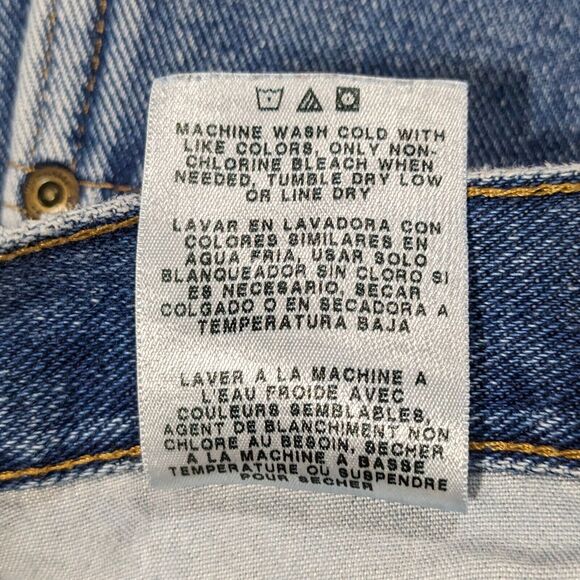 MACHINE WASH COLD WITH
LIKE COLORS, ONLY NON-
CHLORINE BLEACH WHEN
NEEDED, TUMBLE DRY LOW
OR LINE DRY
LAVAR EN LAVADORA CON
COLORES SIMILARES EN
AGUA FRIA, USAR SOLO
BLANQUEADOR SIN CLORO SI
ES NECESARIO, SECAR
COLGADO O EN SECADORA A
TEMPERATURA BAJA
LAVER A LA MACHINE A
L'EAU FROIDE AVEC
COULEURS SEMBLABLES,
AGENT DE BLANCHIMENT NON
CHLORE AU BESOIN, SECHER
A LA MACHINE A BASSE
TEMPERATURE OU SUSPENDRE
POUR SECHER